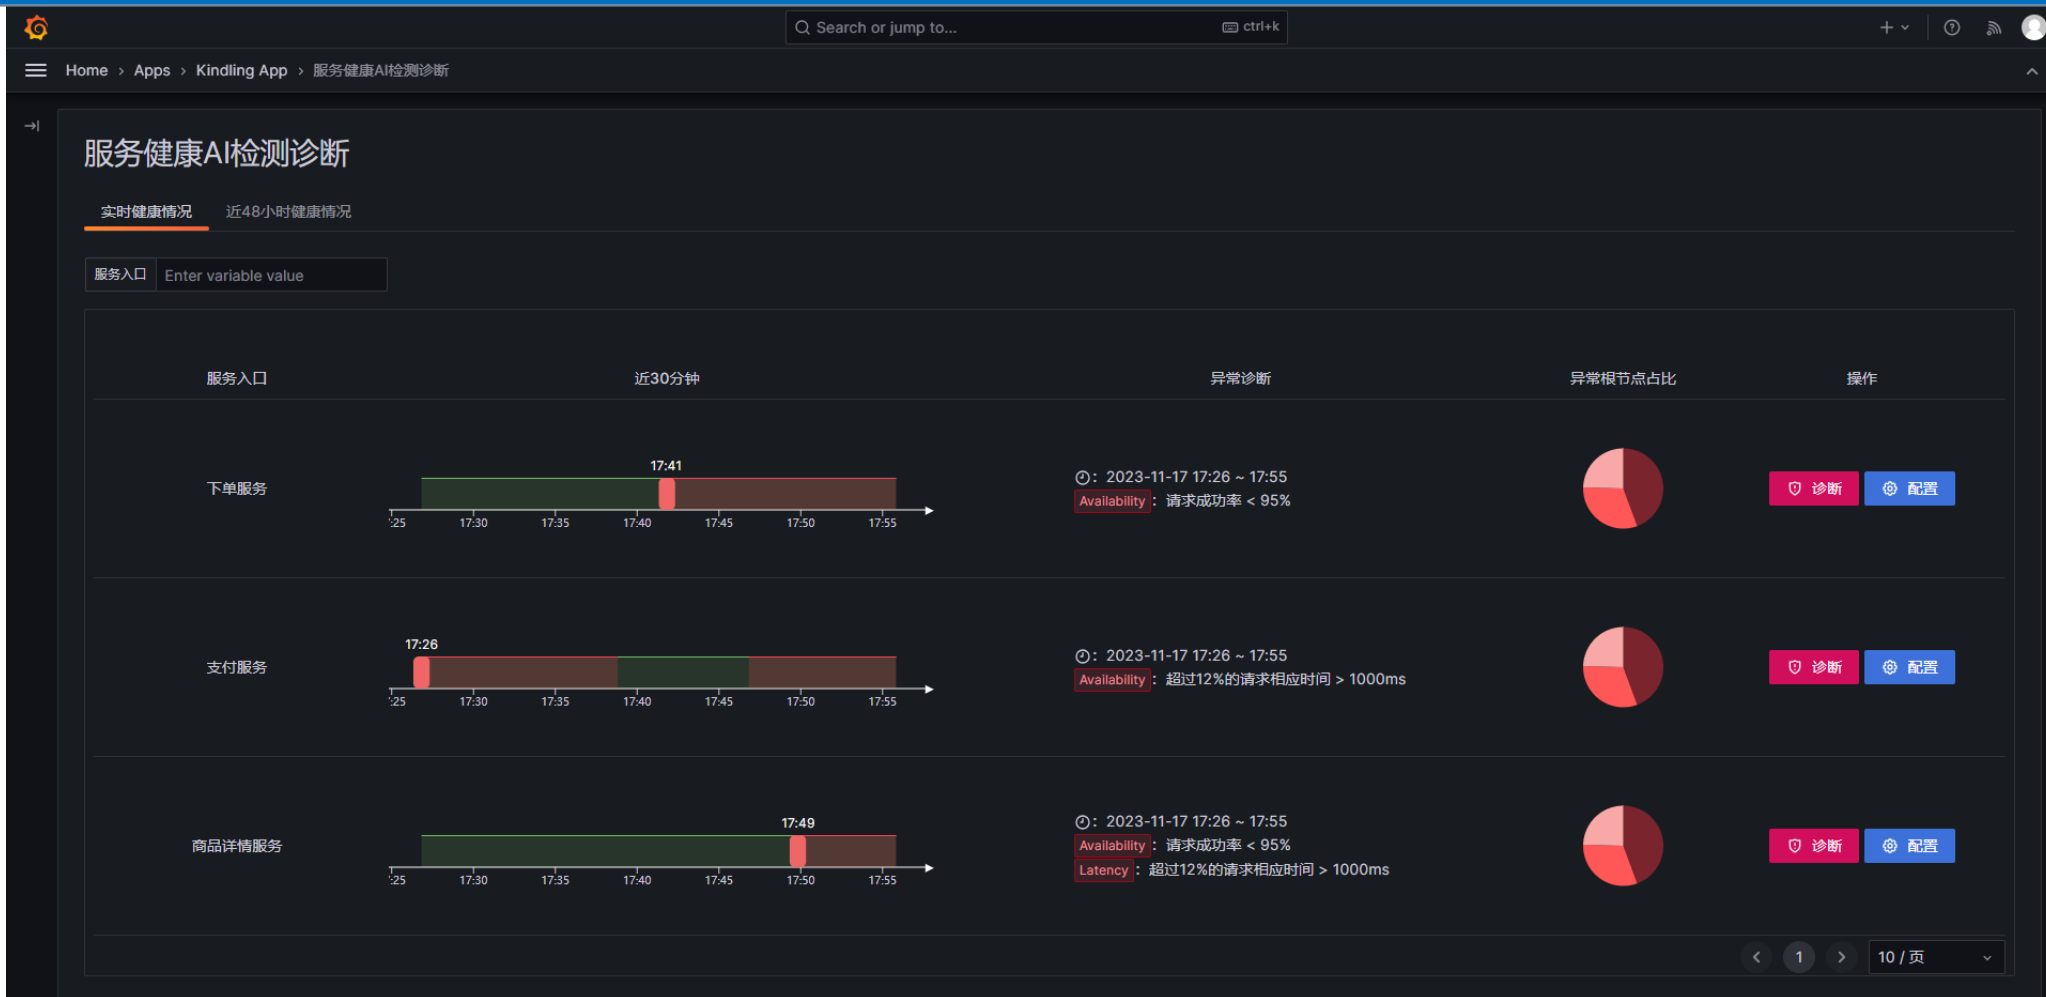 Search or jump to... ctrl+k
Home › Apps › Kindling App › 服务健康AI检测诊断
服务健康AI检测诊断
实时健康情况 近48小时健康情况
服务入口 Enter variable value
服务入口 近30分钟 异常诊断 异常根节点占比 操作
17:41
下单服务
:25 17:30 17:35 17:40 17:45 17:50 17:55
: 2023-11-17 17:26 ~ 17:55
Availability : 请求成功率 < 95%
诊断 配置
17:26
支付服务
:25 17:30 17:35 17:40 17:45 17:50 17:55
: 2023-11-17 17:26 ~ 17:55
Availability : 超过12%的请求相应时间 > 1000ms
诊断 配置
17:49
商品详情服务
:25 17:30 17:35 17:40 17:45 17:50 17:55
: 2023-11-17 17:26 ~ 17:55
Availability : 请求成功率 < 95%
Latency : 超过12%的请求相应时间 > 1000ms
诊断 配置
1 10 / 页